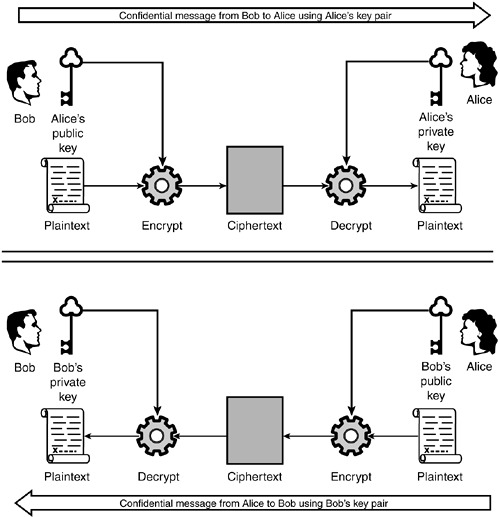 Confidential message from Bob to Alice using Alice's key pair
Bob
Alice's
public
key
Alice's
private
key
Alice
X----
X----
Plaintext
Encrypt
Ciphertext
Decrypt
Plaintext
Bob
Bob's
private
key
Bob's
public
key
Alice
X----
X----
Plaintext
Decrypt
Ciphertext
Encrypt
Plaintext
Confidential message from Alice to Bob using Bob's key pair